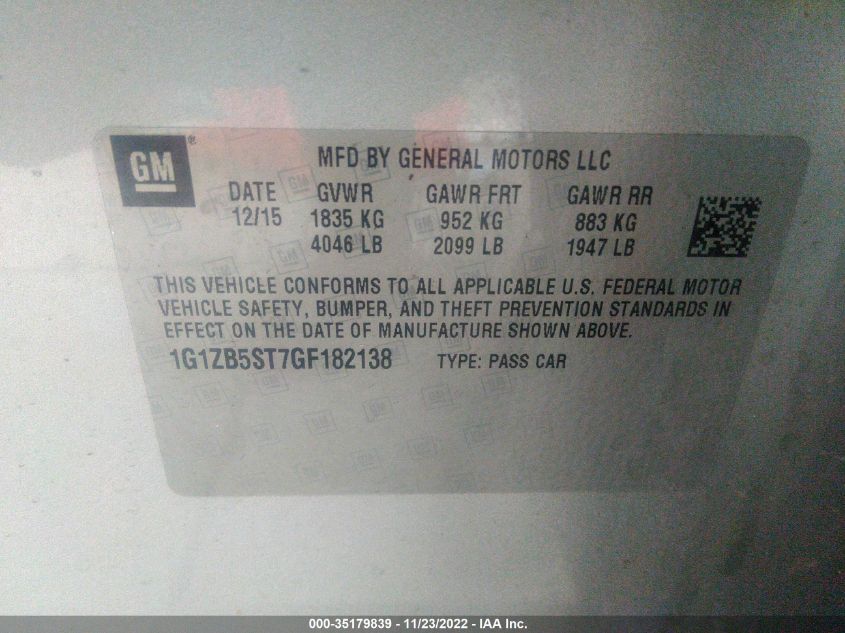 GM ®
MFD BY GENERAL MOTORS LLC
DATE GVWR GAWR FRT GAWR RR
12/15 1835 KG 952 KG 883 KG
4046 LB 2099 LB 1947 LB
THIS VEHICLE CONFORMS TO ALL APPLICABLE U.S. FEDERAL MOTOR
VEHICLE SAFETY, BUMPER, AND THEFT PREVENTION STANDARDS IN
EFFECT ON THE DATE OF MANUFACTURE SHOWN ABOVE.
1G1ZB5ST7GF182138 TYPE: PASS CAR
000-35179839 - 11/23/2022 - IAA Inc.